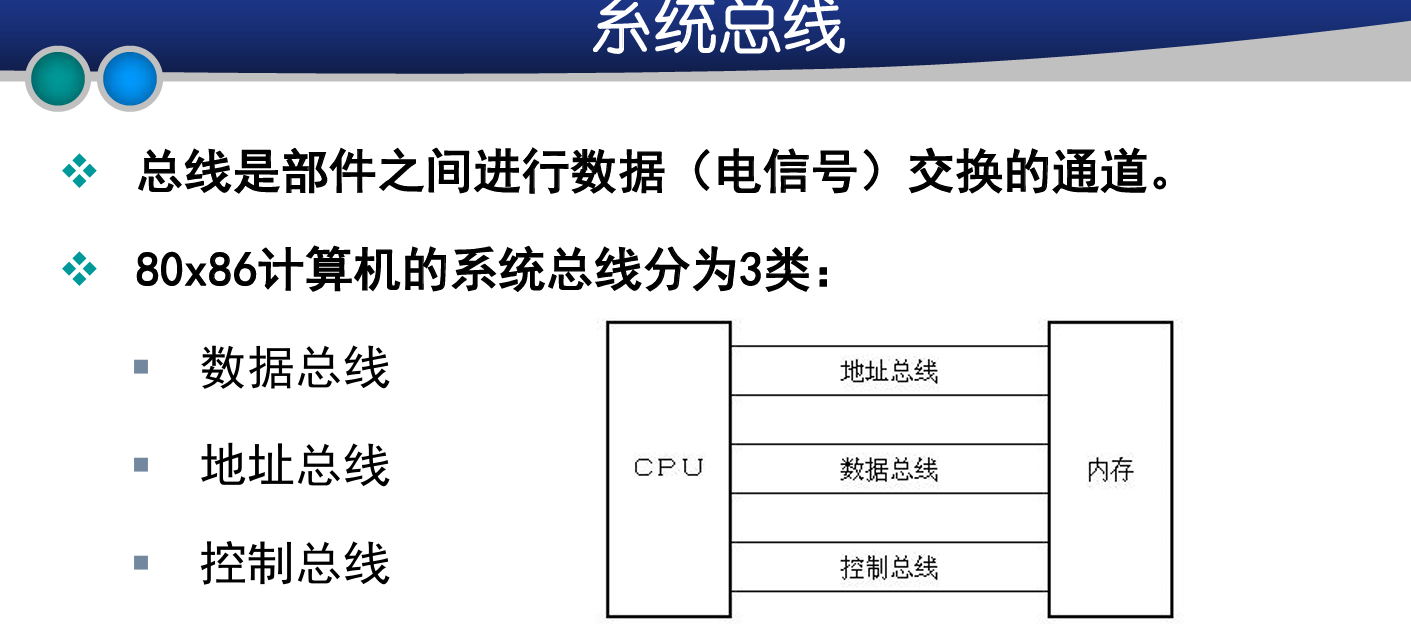 系统总线
总线是部件之间进行数据（电信号）交换的通道。
80x86计算机的系统总线分为3类：
数据总线
地址总线
控制总线
地址总线
CPU
数据总线
内存
控制总线